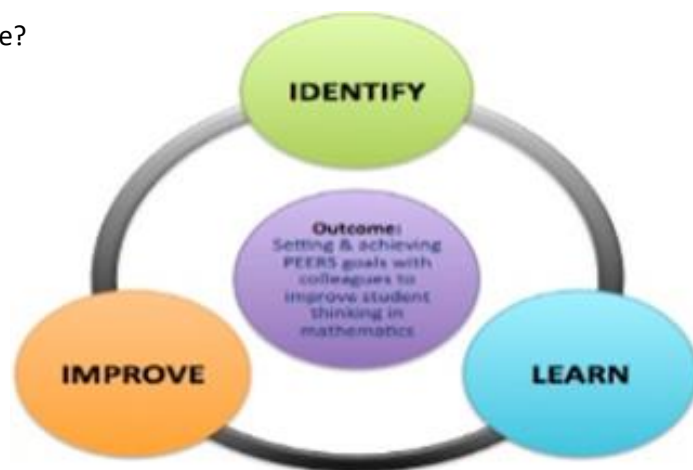 e?
IDENTIFY
Outcome:
Setting & achieving
PEERS goals with
colleagues to
improve student
thinking in
mathematics
IMPROVE
LEARN